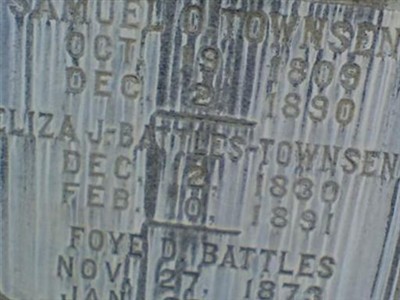 SAMUEL C. TOWNSEN
OCT. 19 1809
DEC. 2 1890
ELIZA J. BATTLES-TOWNSEN
DEC. 2, 1830
FEB. 10, 1891
FOYE D. BATTLES
NOV. 27, 1873
JAN.